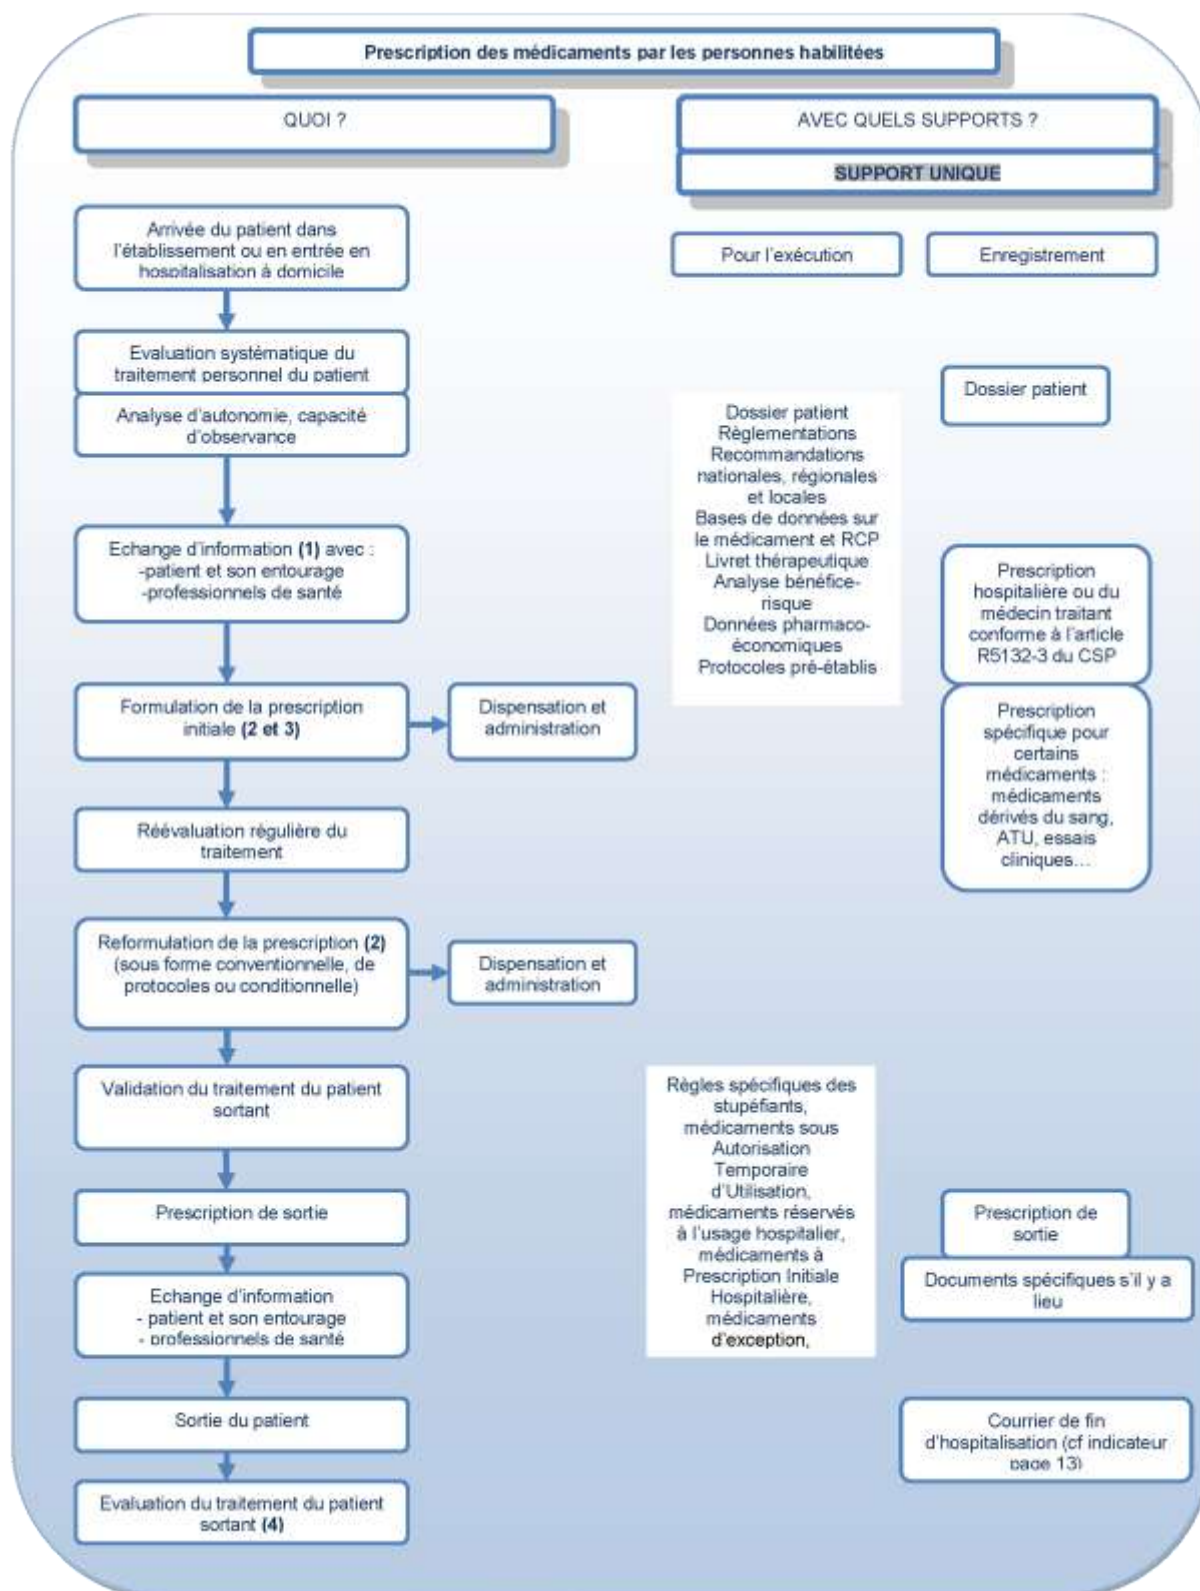 Prescription des médicaments par les personnes habilitées
QUOI ?
AVEC QUELS SUPPORTS ?
SUPPORT UNIQUE
Arrivée du patient dans
l'établissement ou en entrée en
hospitalisation à domicile
Pour l'exécution
Enregistrement
Evaluation systématique du
traitement personnel du patient
Analyse d'autonomie, capacité
d'observance
Dossier patient
Dossier patient
Règlementations
Recommandations
nationales, régionales
et locales
Bases de données sur
le médicament et RCP
Livret thérapeutique
Analyse bénéfice-
risque
Données pharmaco-
économiques
Protocoles pré-établis
Echange d'information (1) avec :
-patient et son entourage
-professionnels de santé
Prescription
hospitalière ou du
médecin traitant
conforme à l'article
R5132-3 du CSP
Formulation de la prescription
initiale (2 et 3)
Dispensation et
administration
Prescription
spécifique pour
certains
médicaments :
médicaments
dérivés du sang,
ATU, essais
cliniques…
Réévaluation régulière du
traitement
Reformulation de la prescription (2)
(sous forme conventionnelle, de
protocoles ou conditionnelle)
Dispensation et
administration
Validation du traitement du patient
sortant
Règles spécifiques des
stupéfiants,
médicaments sous
Autorisation
Temporaire
d'Utilisation,
médicaments réservés
à l'usage hospitalier,
médicaments à
Prescription Initiale
Hospitalière,
médicaments
d'exception,
Prescription de sortie
Prescription de
sortie
Documents spécifiques s'il y a
lieu
Echange d'information
- patient et son entourage
- professionnels de santé
Sortie du patient
Courrier de fin
d'hospitalisation (cf indicateur
page 13)
Evaluation du traitement du patient
sortant (4)